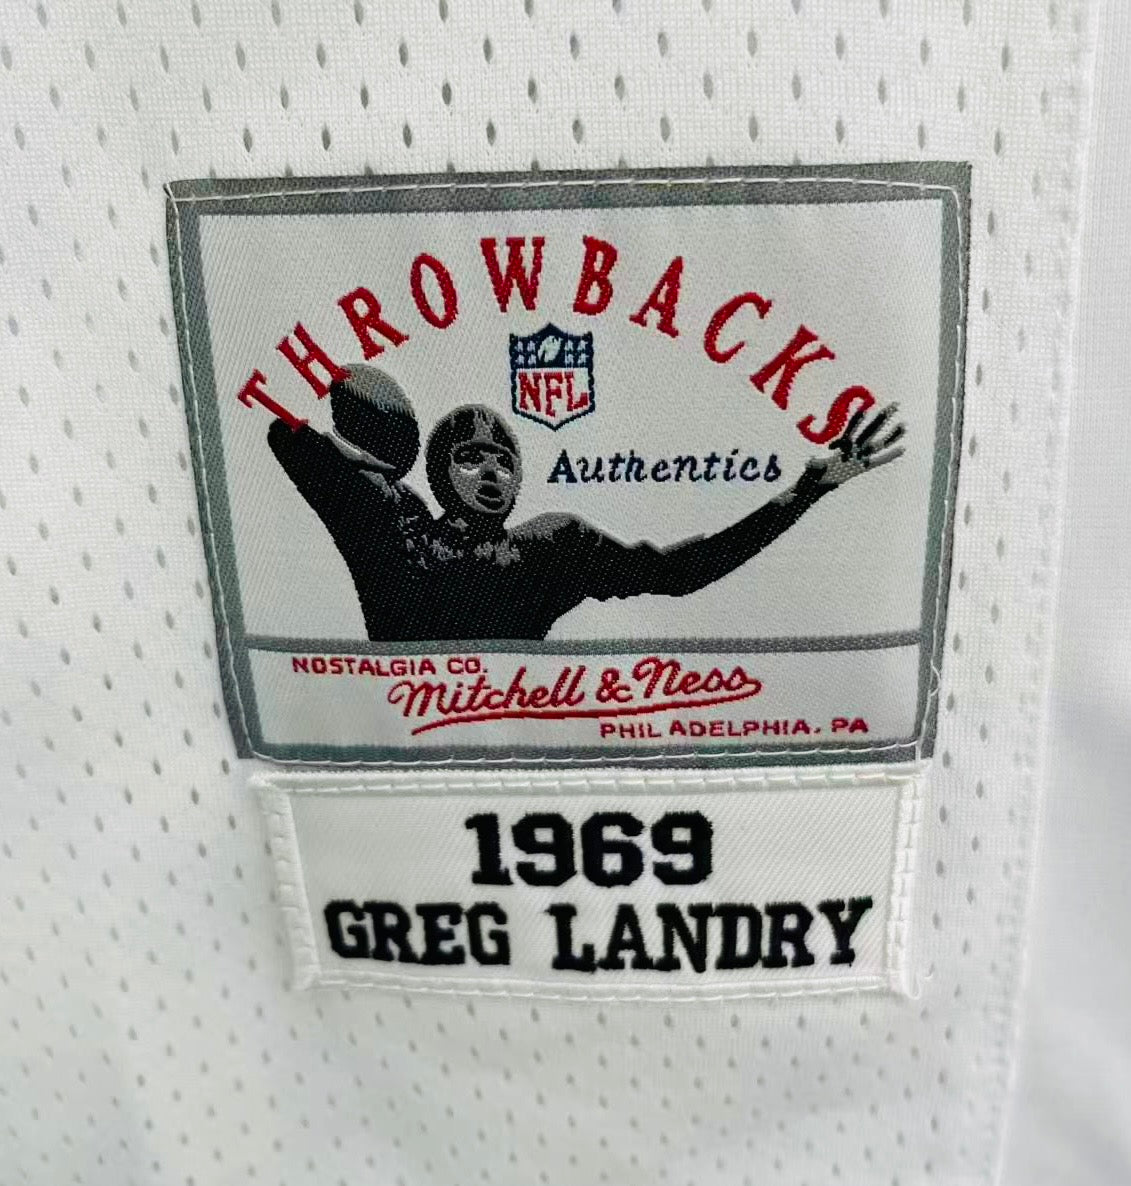 THROWBACKS
NFL
Authentics
NOSTALGIA CO.
Mitchell & Ness
PHILADELPHIA, PA
1969
GREG LANDRY